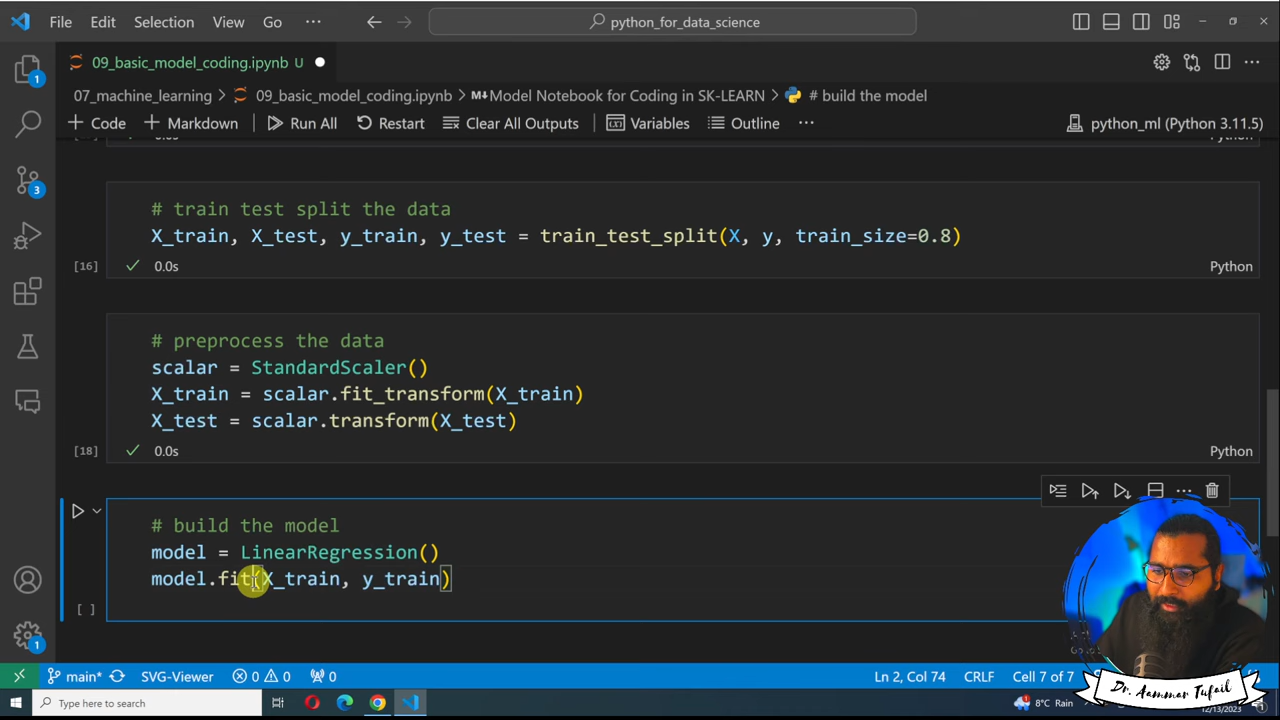 File Edit Selection View Go ··· python_for_data_science
09_basic_model_coding.ipynb U
07_machine_learning > 09_basic_model_coding.ipynb > M↓Model Notebook for Coding in SK-LEARN > # build the model
+ Code + Markdown Run All Restart Clear All Outputs Variables Outline ··· python_ml (Python 3.11.5)
# train test split the data
X_train, X_test, y_train, y_test = train_test_split(X, y, train_size=0.8)
[16] ✓ 0.0s Python
# preprocess the data
scalar = StandardScaler()
X_train = scalar.fit_transform(X_train)
X_test = scalar.transform(X_test)
[18] ✓ 0.0s Python
# build the model
model = LinearRegression()
model.fit(X_train, y_train)
[ ]
1
3
1
main* SVG-Viewer 0 0 0 Ln 2, Col 74 CRLF Cell 7 of 7
Type here to search 8°C Rain 12/13/2023
Dr. Aammar Tufail